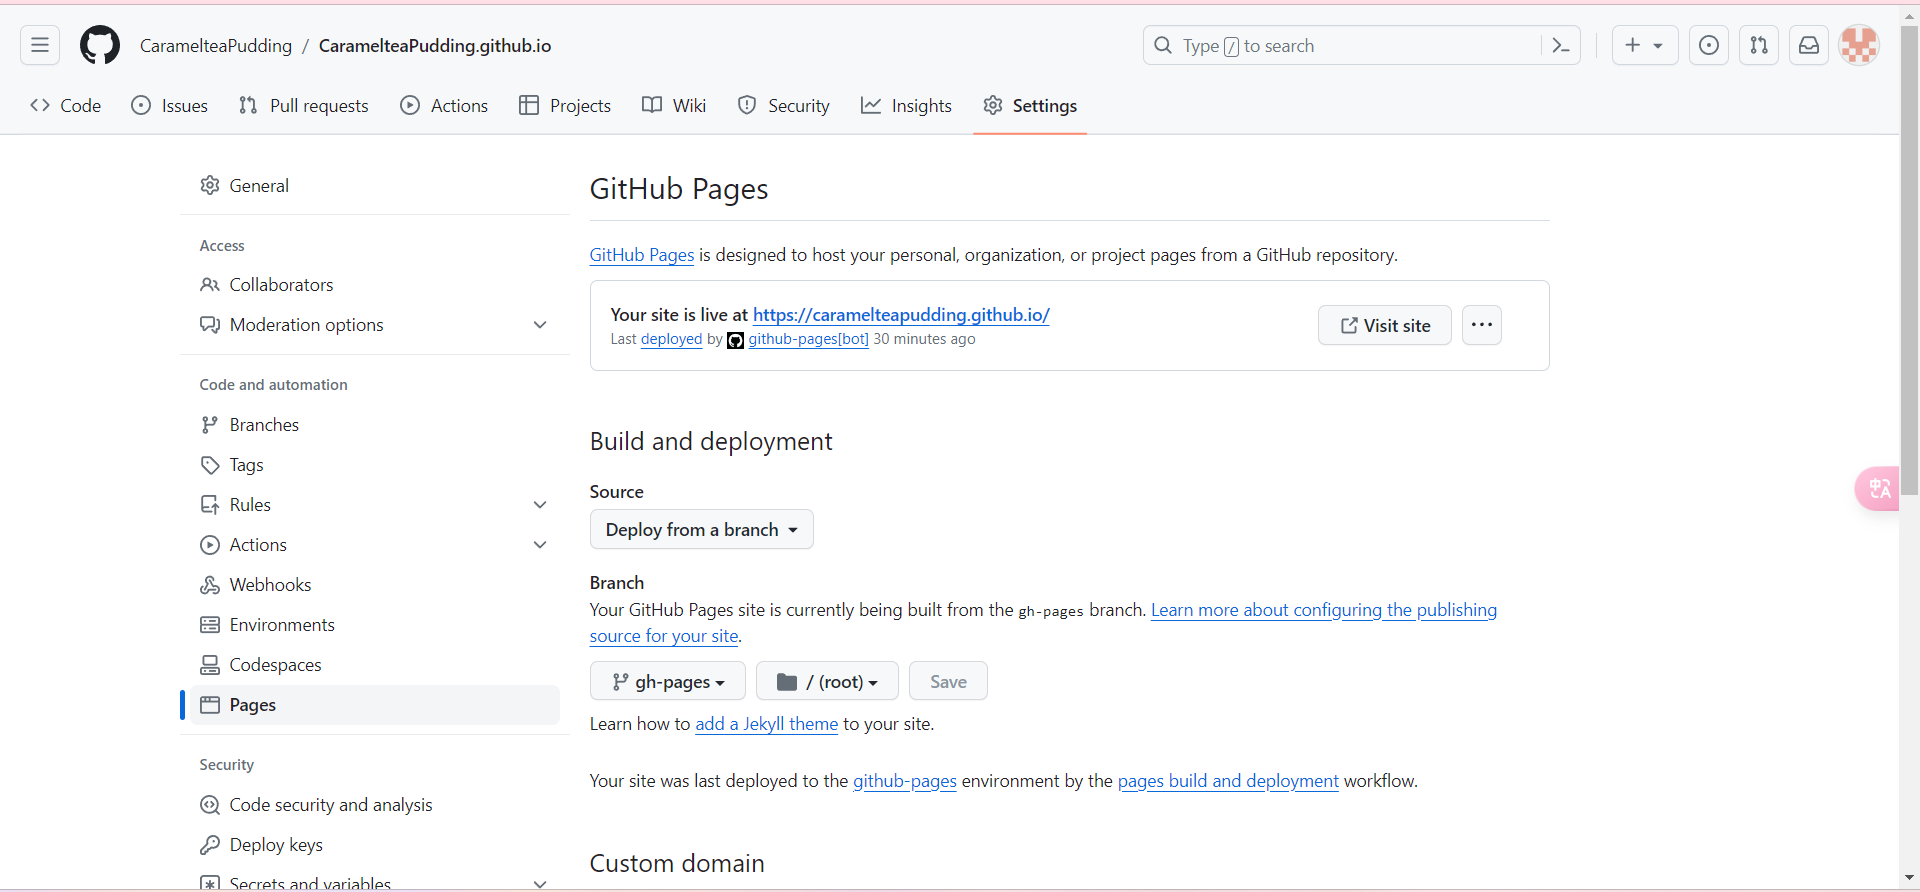 CaramelteaPudding / CaramelteaPudding.github.io
Type / to search
Code Issues Pull requests Actions Projects Wiki Security Insights Settings
General
Access
Collaborators
Moderation options
Code and automation
Branches
Tags
Rules
Actions
Webhooks
Environments
Codespaces
Pages
Security
Code security and analysis
Deploy keys
Secrets and variables
GitHub Pages
GitHub Pages is designed to host your personal, organization, or project pages from a GitHub repository.
Your site is live at https://caramelteapudding.github.io/
Last deployed by github-pages[bot] 30 minutes ago
Visit site
Build and deployment
Source
Deploy from a branch
Branch
Your GitHub Pages site is currently being built from the gh-pages branch. Learn more about configuring the publishing
source for your site.
gh-pages / (root) Save
Learn how to add a Jekyll theme to your site.
Your site was last deployed to the github-pages environment by the pages build and deployment workflow.
Custom domain
中A